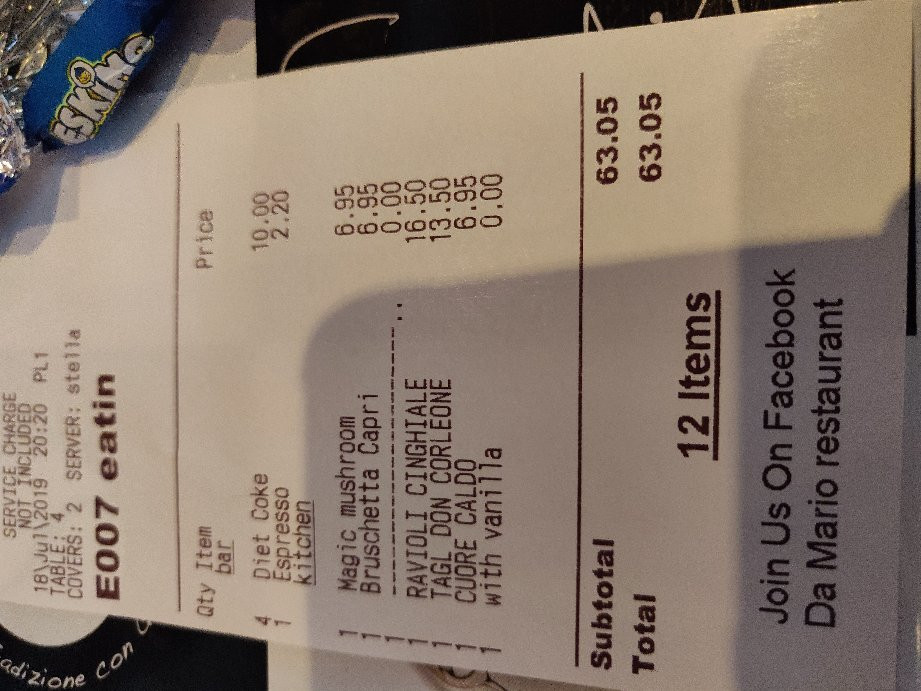 ESKIMO
SERVICE CHARGE
NOT INCLUDED
18\Jul\2019 20:20 PL1
TABLE: 4
COVERS: 2 SERVER: stella
E007 eatin
Qty Item Price
bar
4 Diet Coke 10.00
1 Espresso 2.20
kitchen
1 Magic mushroom 6.95
1 Bruschetta Capri 6.95
1 -------------------.. 0.00
1 RAVIOLI CINGHIALE 16.50
1 TAGL DON CORLEONE 13.50
1 CUORE CALDO 6.95
1 with vanilla 0.00
Subtotal 63.05
Total 63.05
12 Items
Join Us On Facebook
Da Mario restaurant
con